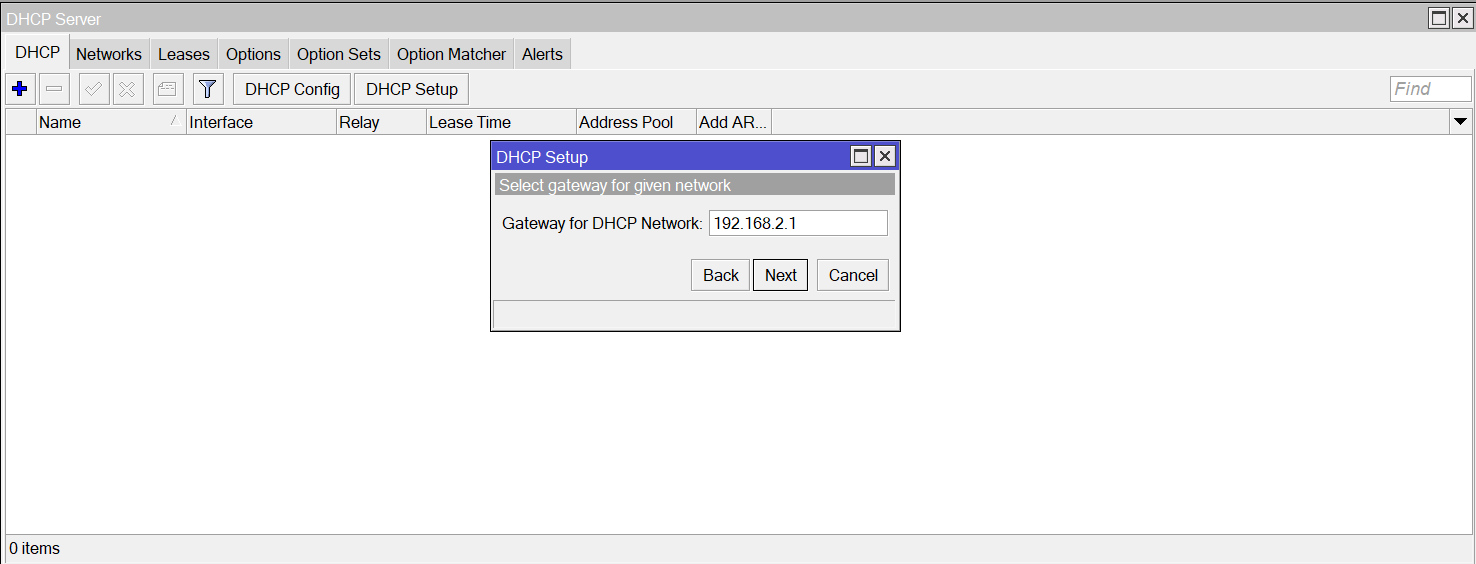 DHCP Server
DHCP Networks Leases Options Option Sets Option Matcher Alerts
DHCP Config DHCP Setup Find
Name Interface Relay Lease Time Address Pool Add AR...
DHCP Setup
Select gateway for given network
Gateway for DHCP Network: 192.168.2.1
Back Next Cancel
0 items